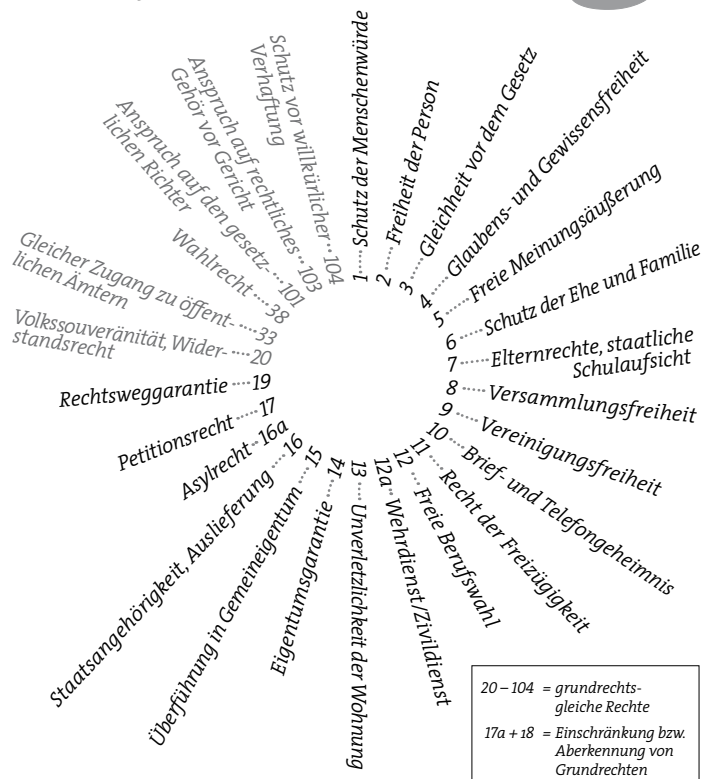 1 ···· Schutz der Menschenwürde
2 ···· Freiheit der Person
3 ···· Gleichheit vor dem Gesetz
4 ···· Glaubens- und Gewissensfreiheit
5 ···· Freie Meinungsäußerung
6 ···· Schutz der Ehe und Familie
7 ···· Elternrechte, staatliche
Schulaufsicht
8 ···· Versammlungsfreiheit
9 ···· Vereinigungsfreiheit
10 ···· Brief- und Telefongeheimnis
11 ···· Recht der Freizügigkeit
12 ···· Freie Berufswahl
12a ·· Wehrdienst/Zivildienst
13 ···· Unverletzlichkeit der Wohnung
Eigentumsgarantie ···· 14
Überführung in Gemeineigentum ···· 15
Staatsangehörigkeit, Auslieferung ···· 16
Asylrecht ·· 16a
Petitionsrecht ···· 17
Rechtsweggarantie ···· 19
Volkssouveränität, Wider- ···· 20
standsrecht
Gleicher Zugang zu öffent- ···· 33
lichen Ämtern
Wahlrecht ···· 38
Anspruch auf den gesetz- ·· 101
lichen Richter
Anspruch auf rechtliches ·· 103
Gehör vor Gericht
Schutz vor willkürlicher ·· 104
Verhaftung
20 – 104 = grundrechts-
gleiche Rechte
17a + 18 = Einschränkung bzw.
Aberkennung von
Grundrechten